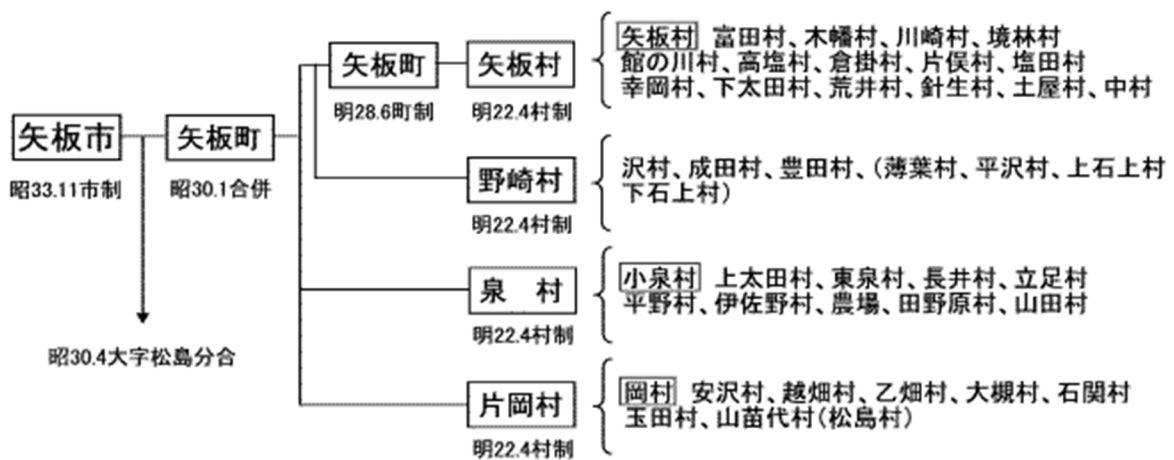 矢板市
昭33.11市制
矢板町
昭30.1合併
昭30.4大字松島分合
矢板町
明28.6町制
矢板村
明22.4村制
矢板村 富田村、木幡村、川崎村、境林村
館の川村、高塩村、倉掛村、片俣村、塩田村
幸岡村、下太田村、荒井村、針生村、土屋村、中村
野崎村
明22.4村制
沢村、成田村、豊田村、(薄葉村、平沢村、上石上村
下石上村)
泉 村
明22.4村制
小泉村 上太田村、東泉村、長井村、立足村
平野村、伊佐野村、農場、田野原村、山田村
片岡村
明22.4村制
岡村 安沢村、越畑村、乙畑村、大槻村、石関村
玉田村、山苗代村(松島村)